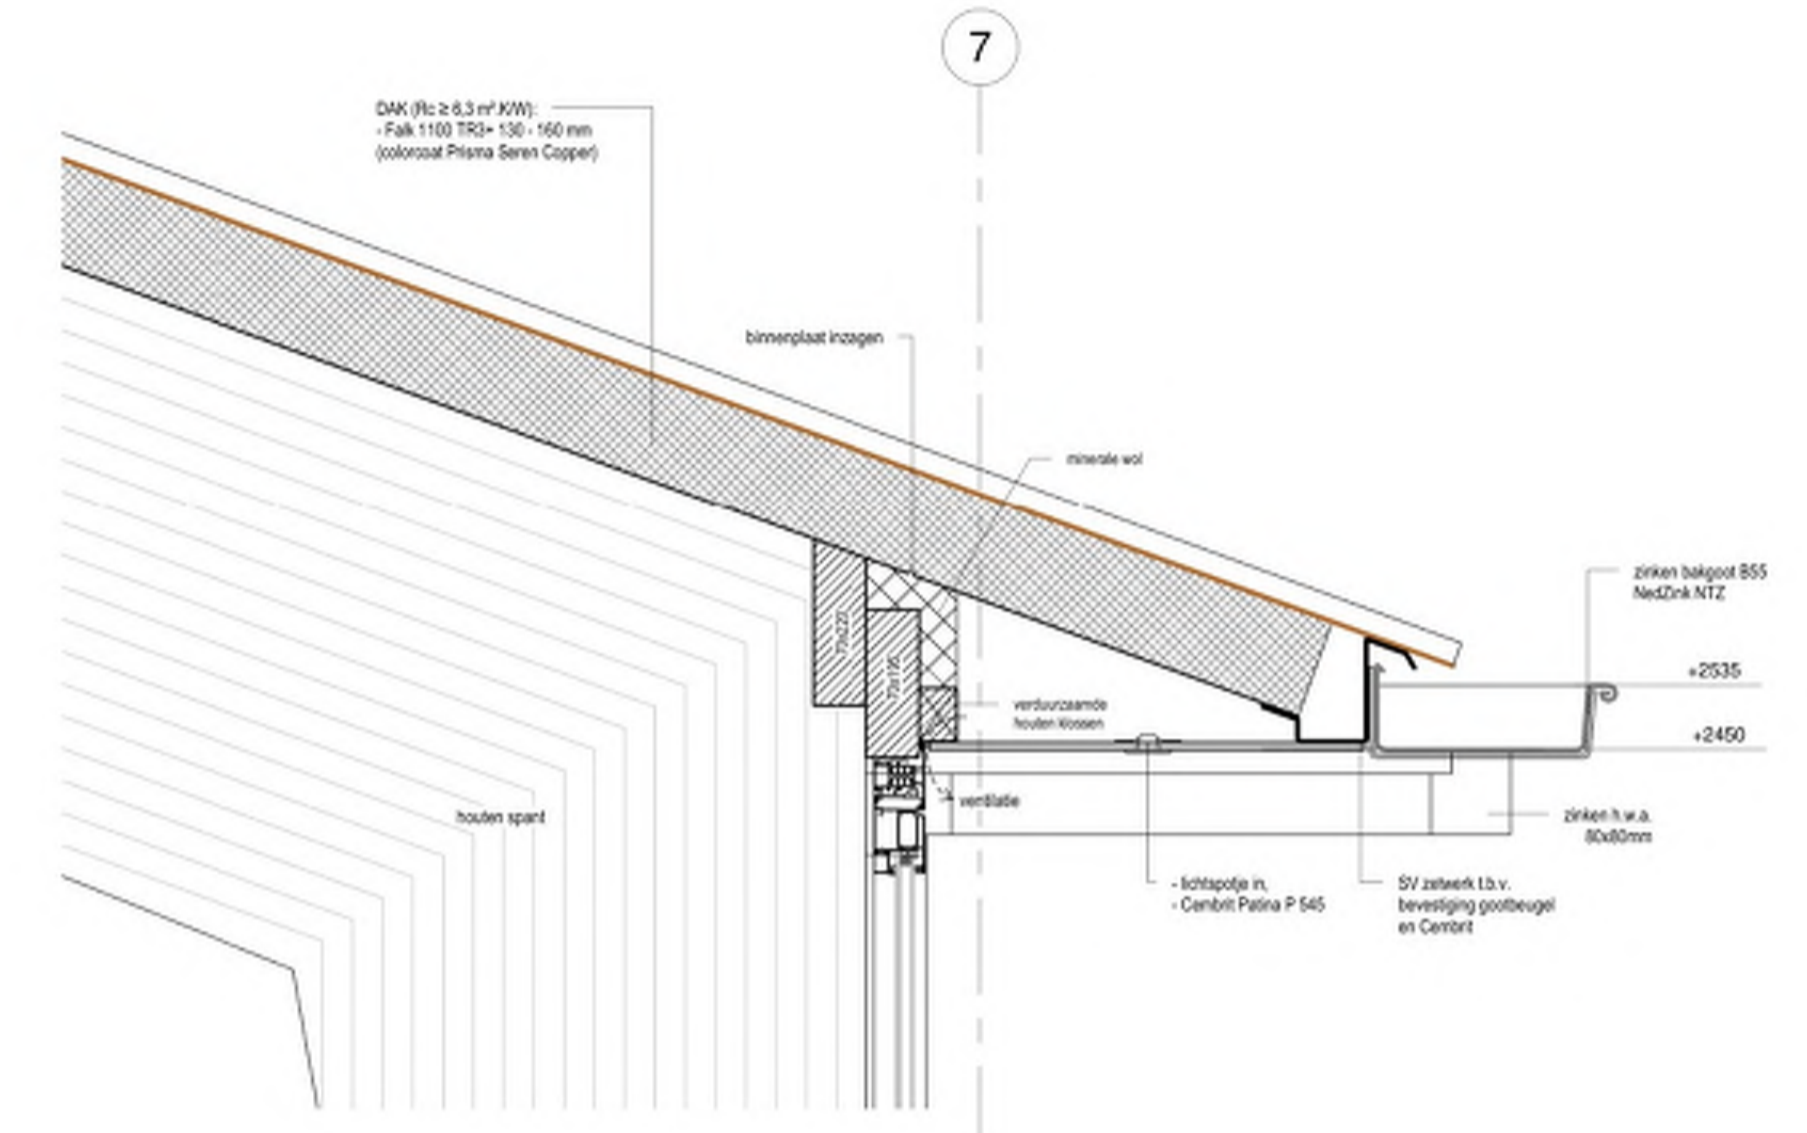 7
DAK (Rc ≥ 6,3 m².K/W):
- Falk 1100 TR3+ 130 - 160 mm
(colorcoat Prisma Seren Copper)
binnenplaat inzagen
minerale wol
zinken bakgoot B55
NedZink NTZ
+2535
+2450
73x220
73x195
verduurzaamde
houten klossen
ventilatie
houten spant
zinken h.w.a.
80x80mm
- lichtspotje in,
- Cembrit Patina P 545
SV zetwerk t.b.v.
bevestiging gootbeugel
en Cembrit